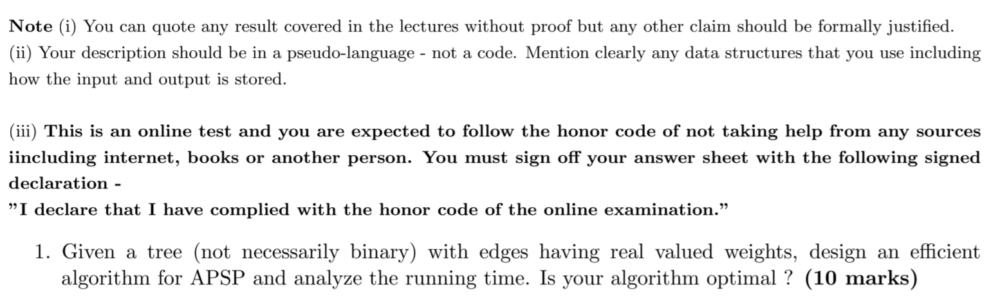 Note (i) You can quote any result covered in the lectures without proof but any other claim should be formally justified.
(ii) Your description should be in a pseudo-language - not a code. Mention clearly any data structures that you use including
how the input and output is stored.
(iii) This is an online test and you are expected to follow the honor code of not taking help from any sources
iincluding internet, books or another person. You must sign off your answer sheet with the following signed
declaration -
”I declare that I have complied with the honor code of the online examination.”
1. Given a tree (not necessarily binary) with edges having real valued weights, design an efficient
algorithm for APSP and analyze the running time. Is your algorithm optimal ? (10 marks)